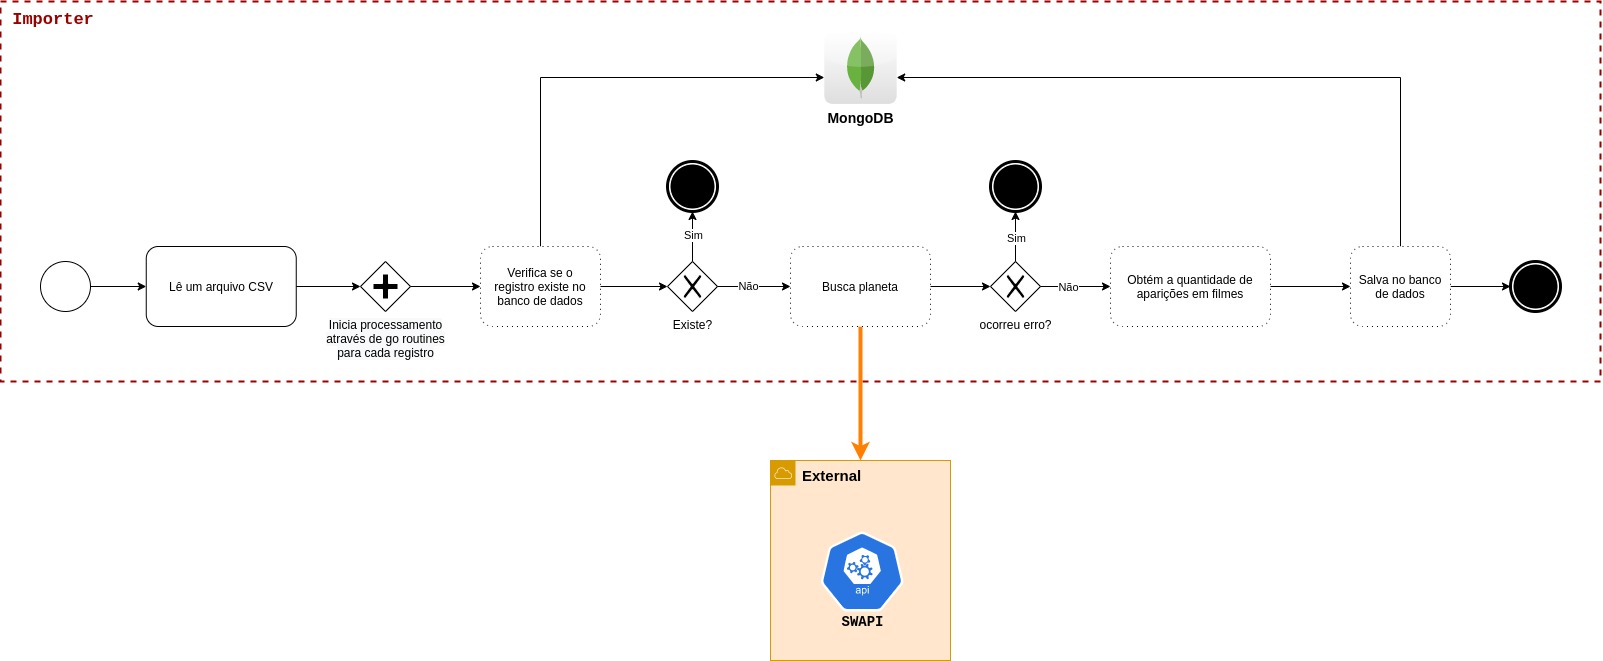 Importer
MongoDB
Sim
Sim
Lê um arquivo CSV
Inicia processamento
através de go routines
para cada registro
Verifica se o
registro existe no
banco de dados
Existe?
Não
Busca planeta
ocorreu erro?
Não
Obtém a quantidade de
aparições em filmes
Salva no banco
de dados
External
api
SWAPI